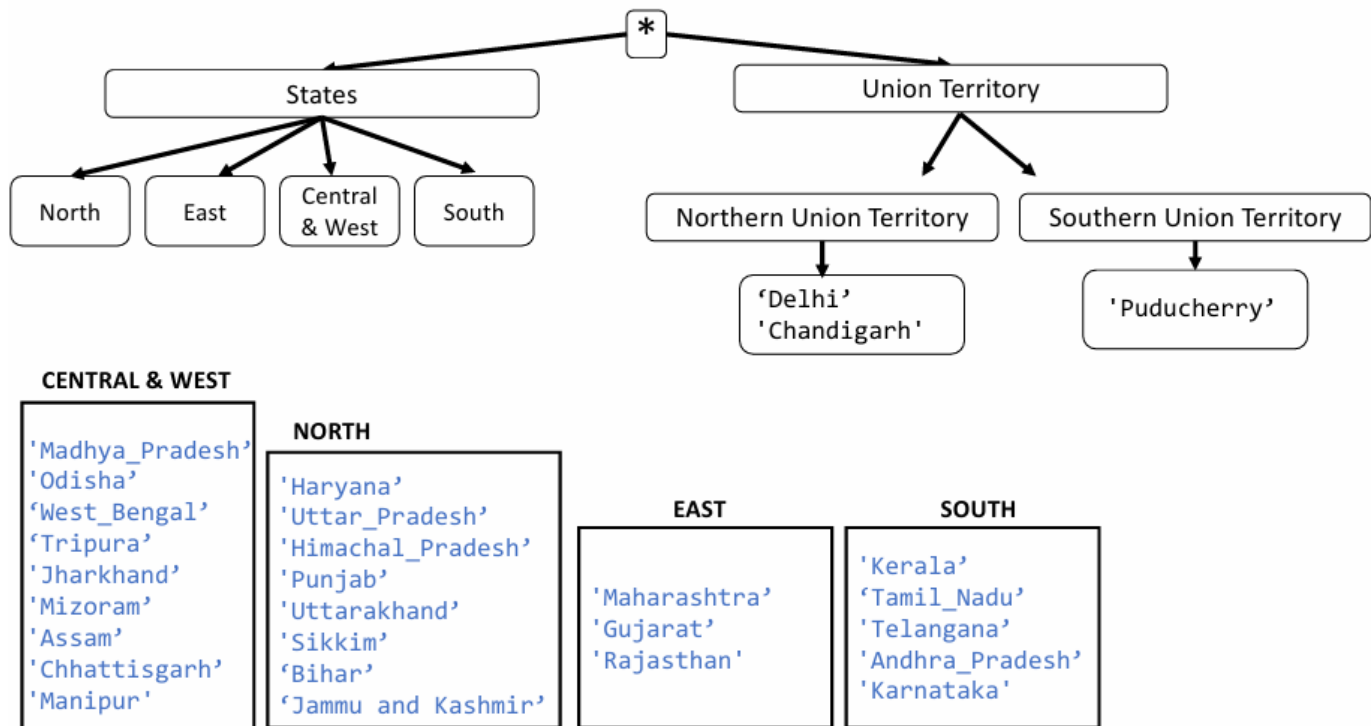 *
States
Union Territory
North
East
Central
& West
South
Northern Union Territory
Southern Union Territory
‘Delhi’
'Chandigarh'
'Puducherry’
CENTRAL & WEST
'Madhya_Pradesh’
'Odisha’
‘West_Bengal’
‘Tripura’
'Jharkhand’
'Mizoram’
'Assam’
'Chhattisgarh’
'Manipur'
NORTH
'Haryana’
'Uttar_Pradesh’
'Himachal_Pradesh’
'Punjab’
'Uttarakhand’
'Sikkim’
‘Bihar’
‘Jammu and Kashmir’
EAST
'Maharashtra’
'Gujarat’
'Rajasthan'
SOUTH
'Kerala’
‘Tamil_Nadu’
'Telangana’
'Andhra_Pradesh’
'Karnataka'